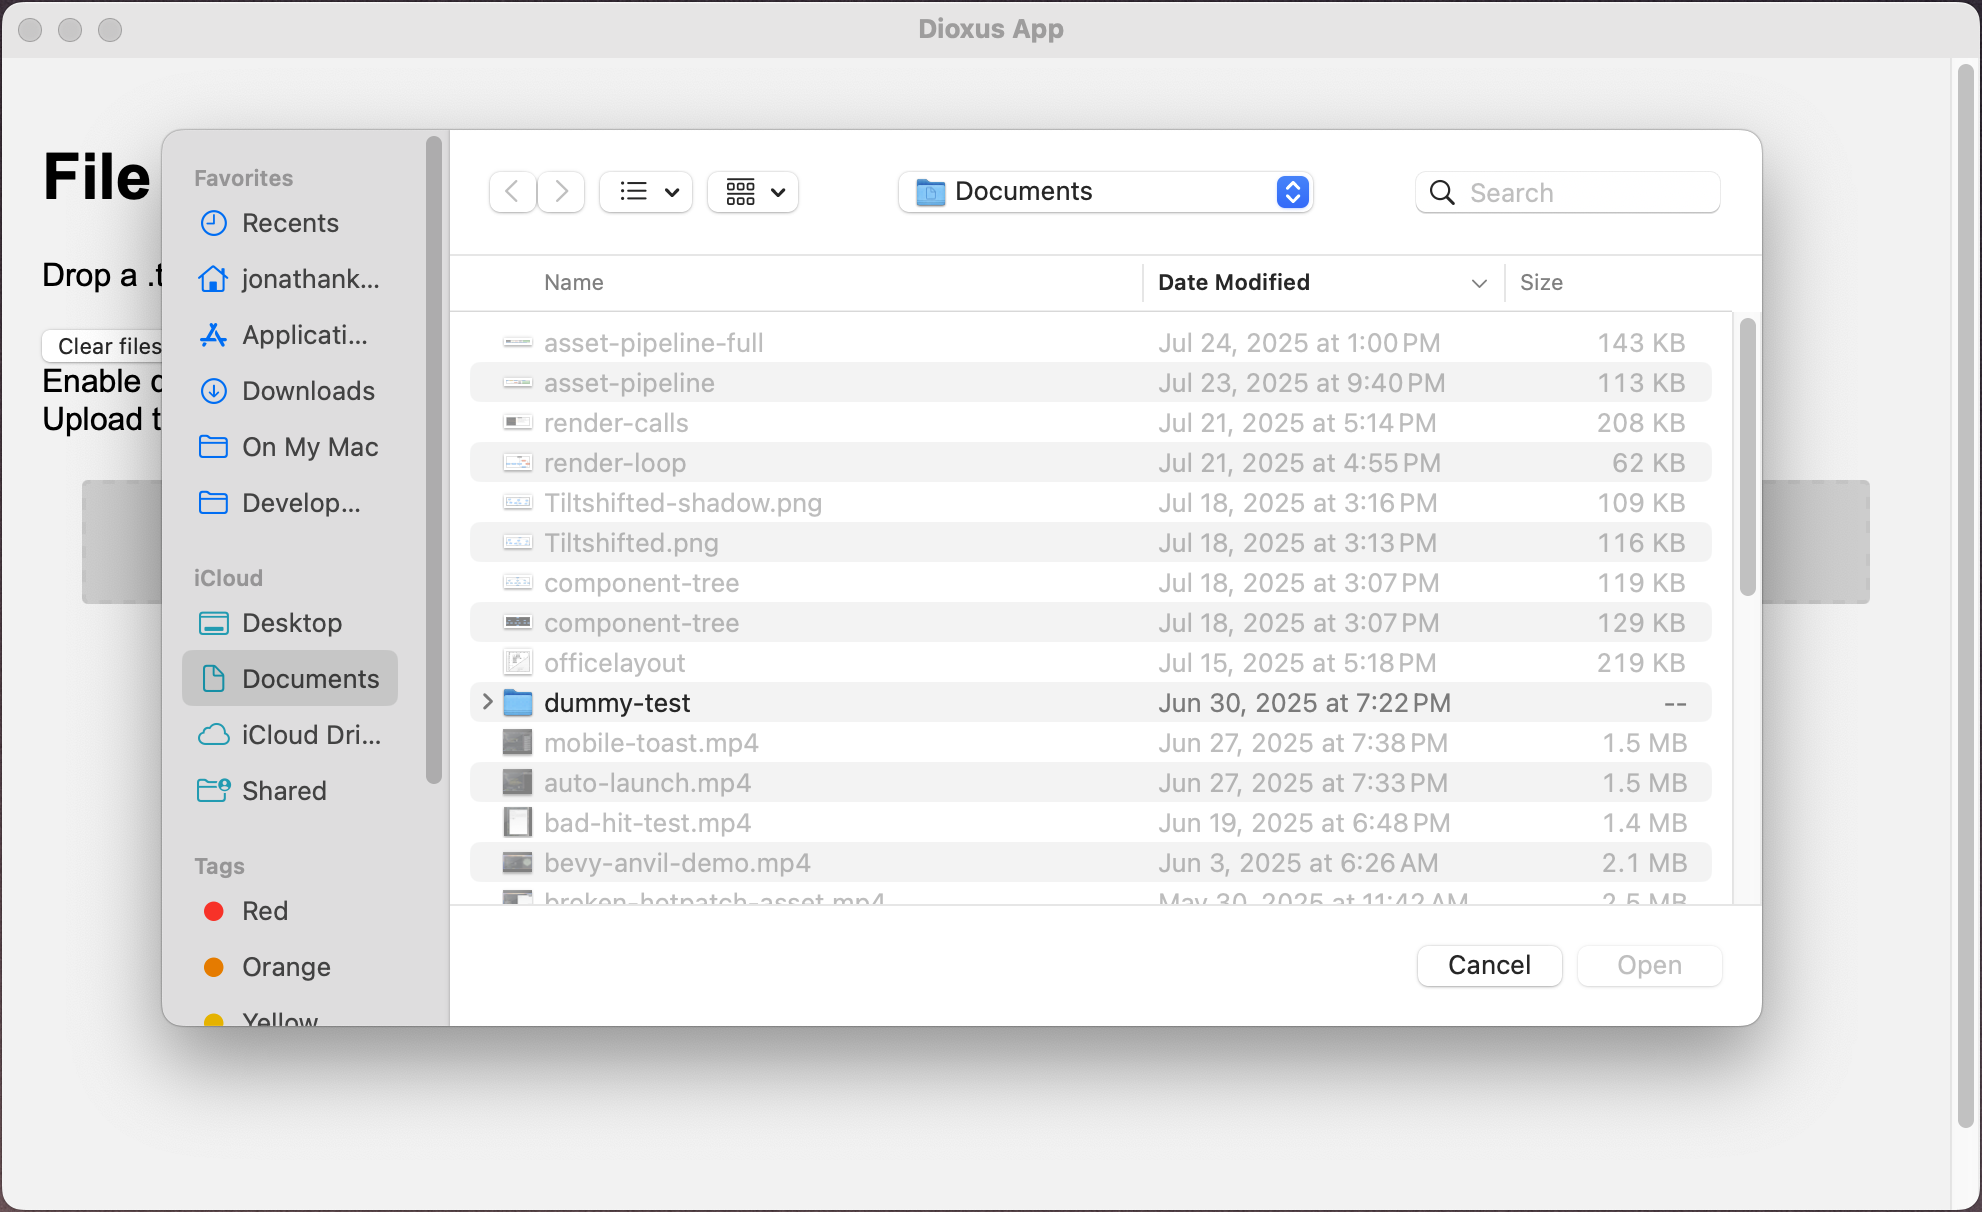 Dioxus App
File
Drop a .t
Clear files
Enable
Upload t
Favorites
Recents
jonathank...
Applicati...
Downloads
On My Mac
Develop...
iCloud
Desktop
Documents
iCloud Dri...
Shared
Tags
Red
Orange
Yellow
Documents
Search
Name Date Modified Size
asset-pipeline-full Jul 24, 2025 at 1:00 PM 143 KB
asset-pipeline Jul 23, 2025 at 9:40 PM 113 KB
render-calls Jul 21, 2025 at 5:14 PM 208 KB
render-loop Jul 21, 2025 at 4:55 PM 62 KB
Tiltshifted-shadow.png Jul 18, 2025 at 3:16 PM 109 KB
Tiltshifted.png Jul 18, 2025 at 3:13 PM 116 KB
component-tree Jul 18, 2025 at 3:07 PM 119 KB
component-tree Jul 18, 2025 at 3:07 PM 129 KB
officelayout Jul 15, 2025 at 5:18 PM 219 KB
dummy-test Jun 30, 2025 at 7:22 PM --
mobile-toast.mp4 Jun 27, 2025 at 7:38 PM 1.5 MB
auto-launch.mp4 Jun 27, 2025 at 7:33 PM 1.5 MB
bad-hit-test.mp4 Jun 19, 2025 at 6:48 PM 1.4 MB
bevy-anvil-demo.mp4 Jun 3, 2025 at 6:26 AM 2.1 MB
broken-hotpatch-asset.mp4 May 30, 2025 at 11:42 AM 2.5 MB
Cancel
Open